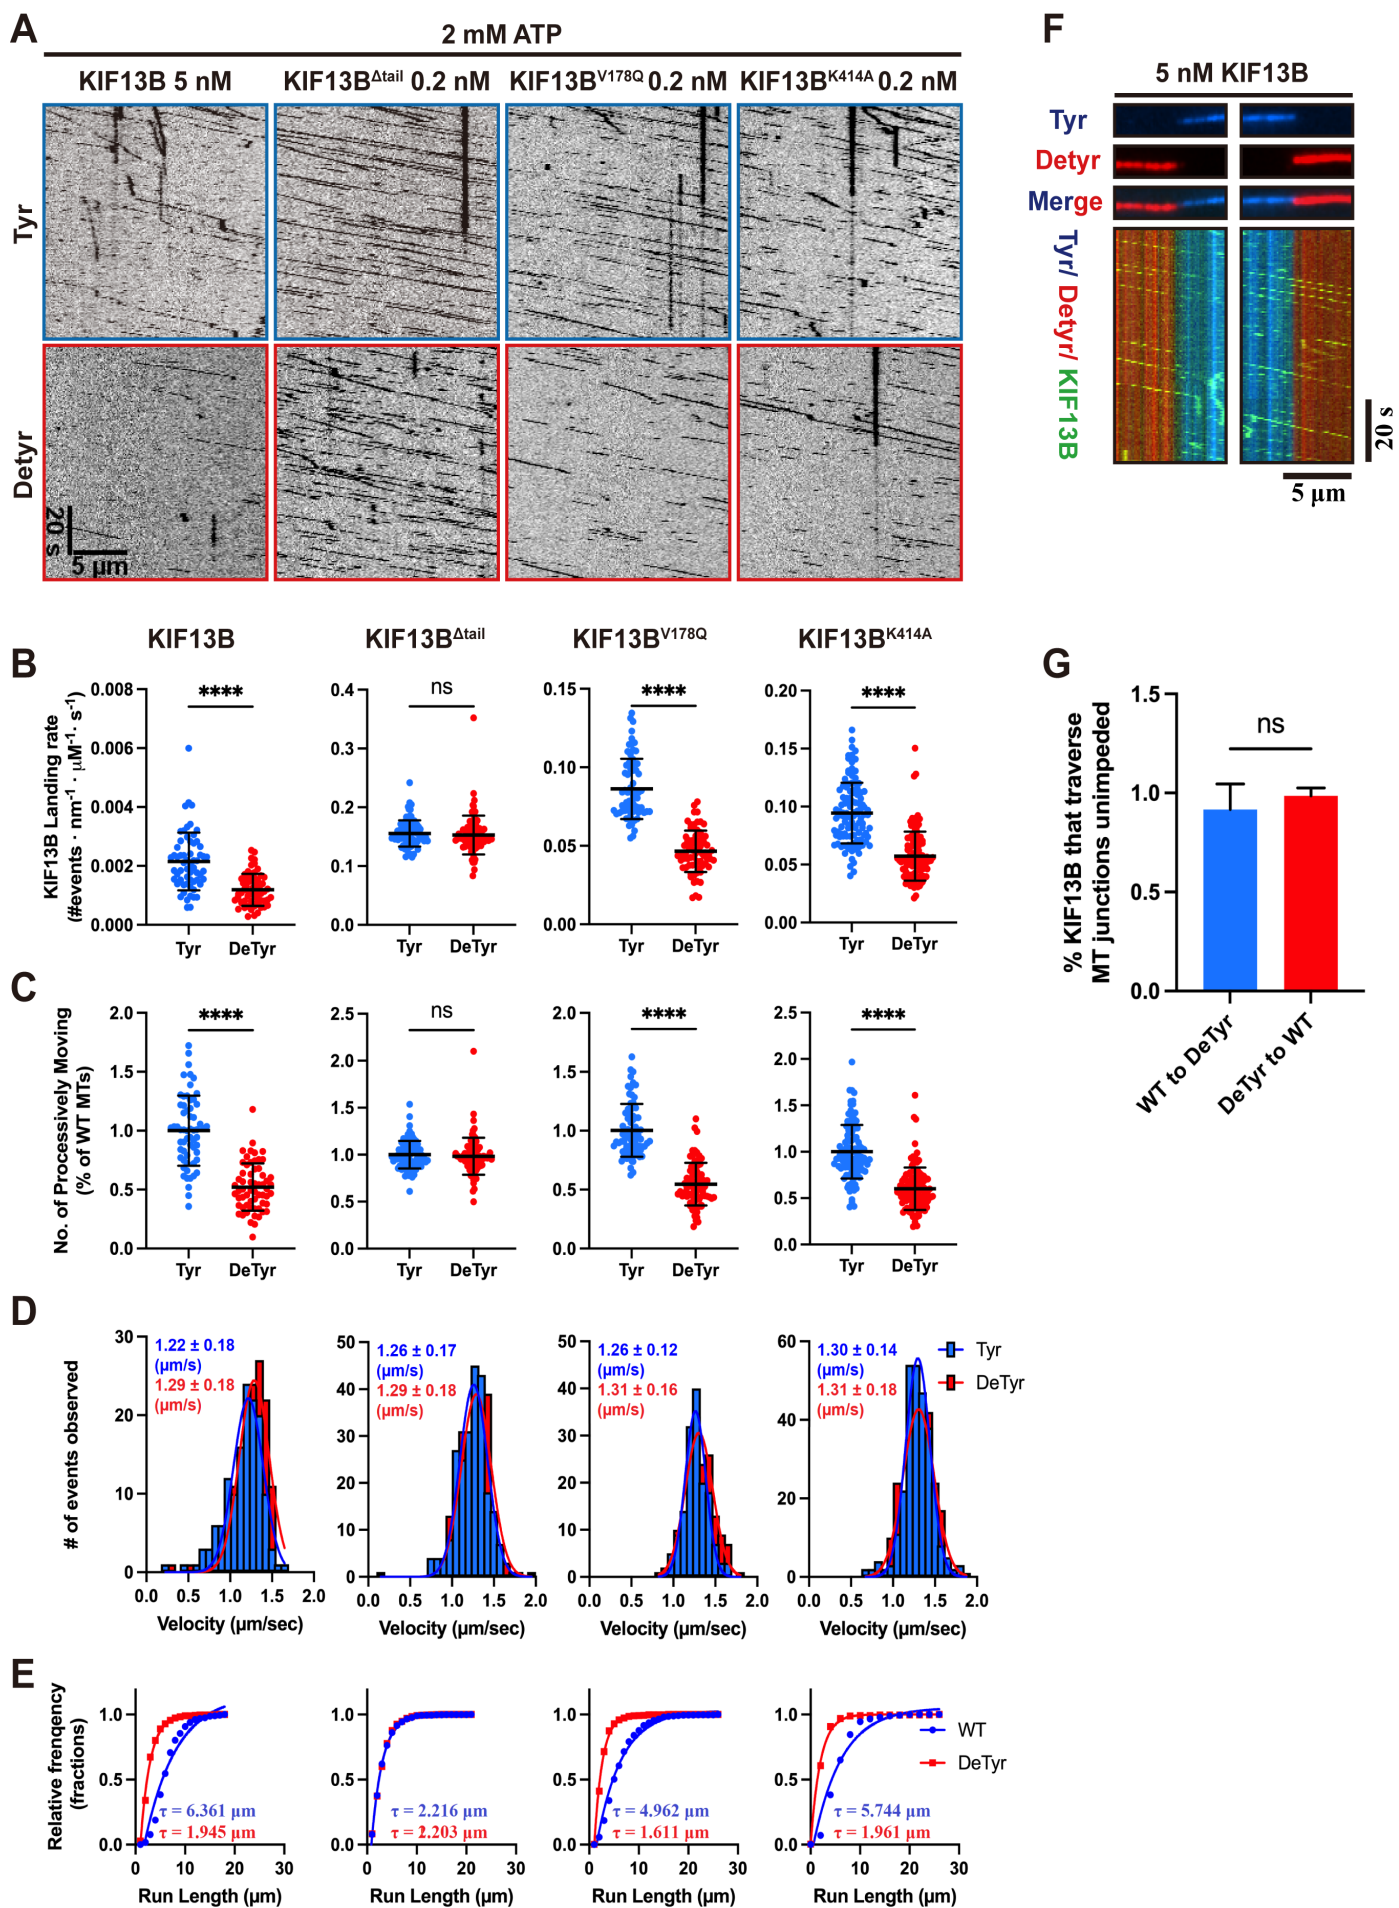 A
2 mM ATP
KIF13B 5 nM
KIF13BΔtail 0.2 nM
KIF13BV178Q 0.2 nM
KIF13BK414A 0.2 nM
Tyr
Detyr
20 s
5 µm
F
5 nM KIF13B
Tyr
Detyr
Merge
Tyr/ Detyr/ KIF13B
20 s
5 µm
B
KIF13B
KIF13BΔtail
KIF13BV178Q
KIF13BK414A
KIF13B Landing rate
(#events · nm-1 · µM-1· s-1)
0.008
0.006
0.004
0.002
0.000
****
Tyr DeTyr
0.4
0.3
0.2
0.1
0.0
ns
Tyr DeTyr
0.15
0.10
0.05
0.00
****
Tyr DeTyr
0.20
0.15
0.10
0.05
0.00
****
Tyr DeTyr
G
% KIF13B that traverse
MT junctions unimpeded
1.5
1.0
0.5
0.0
ns
WT to DeTyr
DeTyr to WT
C
No. of Processively Moving
(% of WT MTs)
2.0
1.5
1.0
0.5
0.0
****
Tyr DeTyr
2.5
2.0
1.5
1.0
0.5
0.0
ns
Tyr DeTyr
2.0
1.5
1.0
0.5
0.0
****
Tyr DeTyr
2.5
2.0
1.5
1.0
0.5
0.0
****
Tyr DeTyr
D
# of events observed
30
20
10
0
1.22 ± 0.18
(µm/s)
1.29 ± 0.18
(µm/s)
0.0 0.5 1.0 1.5 2.0
Velocity (µm/sec)
50
40
30
20
10
0
1.26 ± 0.17
(µm/s)
1.29 ± 0.18
(µm/s)
0.0 0.5 1.0 1.5 2.0
Velocity (µm/sec)
50
40
30
20
10
0
1.26 ± 0.12
(µm/s)
1.31 ± 0.16
(µm/s)
0.0 0.5 1.0 1.5 2.0
Velocity (µm/sec)
60
40
20
0
1.30 ± 0.14
(µm/s)
1.31 ± 0.18
(µm/s)
0.0 0.5 1.0 1.5 2.0
Velocity (µm/sec)
Tyr
DeTyr
E
Relative frenqency
(fractions)
1.0
0.5
0.0
τ = 6.361 µm
τ = 1.945 µm
0 10 20 30
Run Length (µm)
1.0
0.5
0.0
τ = 2.216 µm
τ = 2.203 µm
0 10 20 30
Run Length (µm)
1.0
0.5
0.0
τ = 4.962 µm
τ = 1.611 µm
0 10 20 30
Run Length (µm)
1.0
0.5
0.0
τ = 5.744 µm
τ = 1.961 µm
0 10 20 30
Run Length (µm)
WT
DeTyr